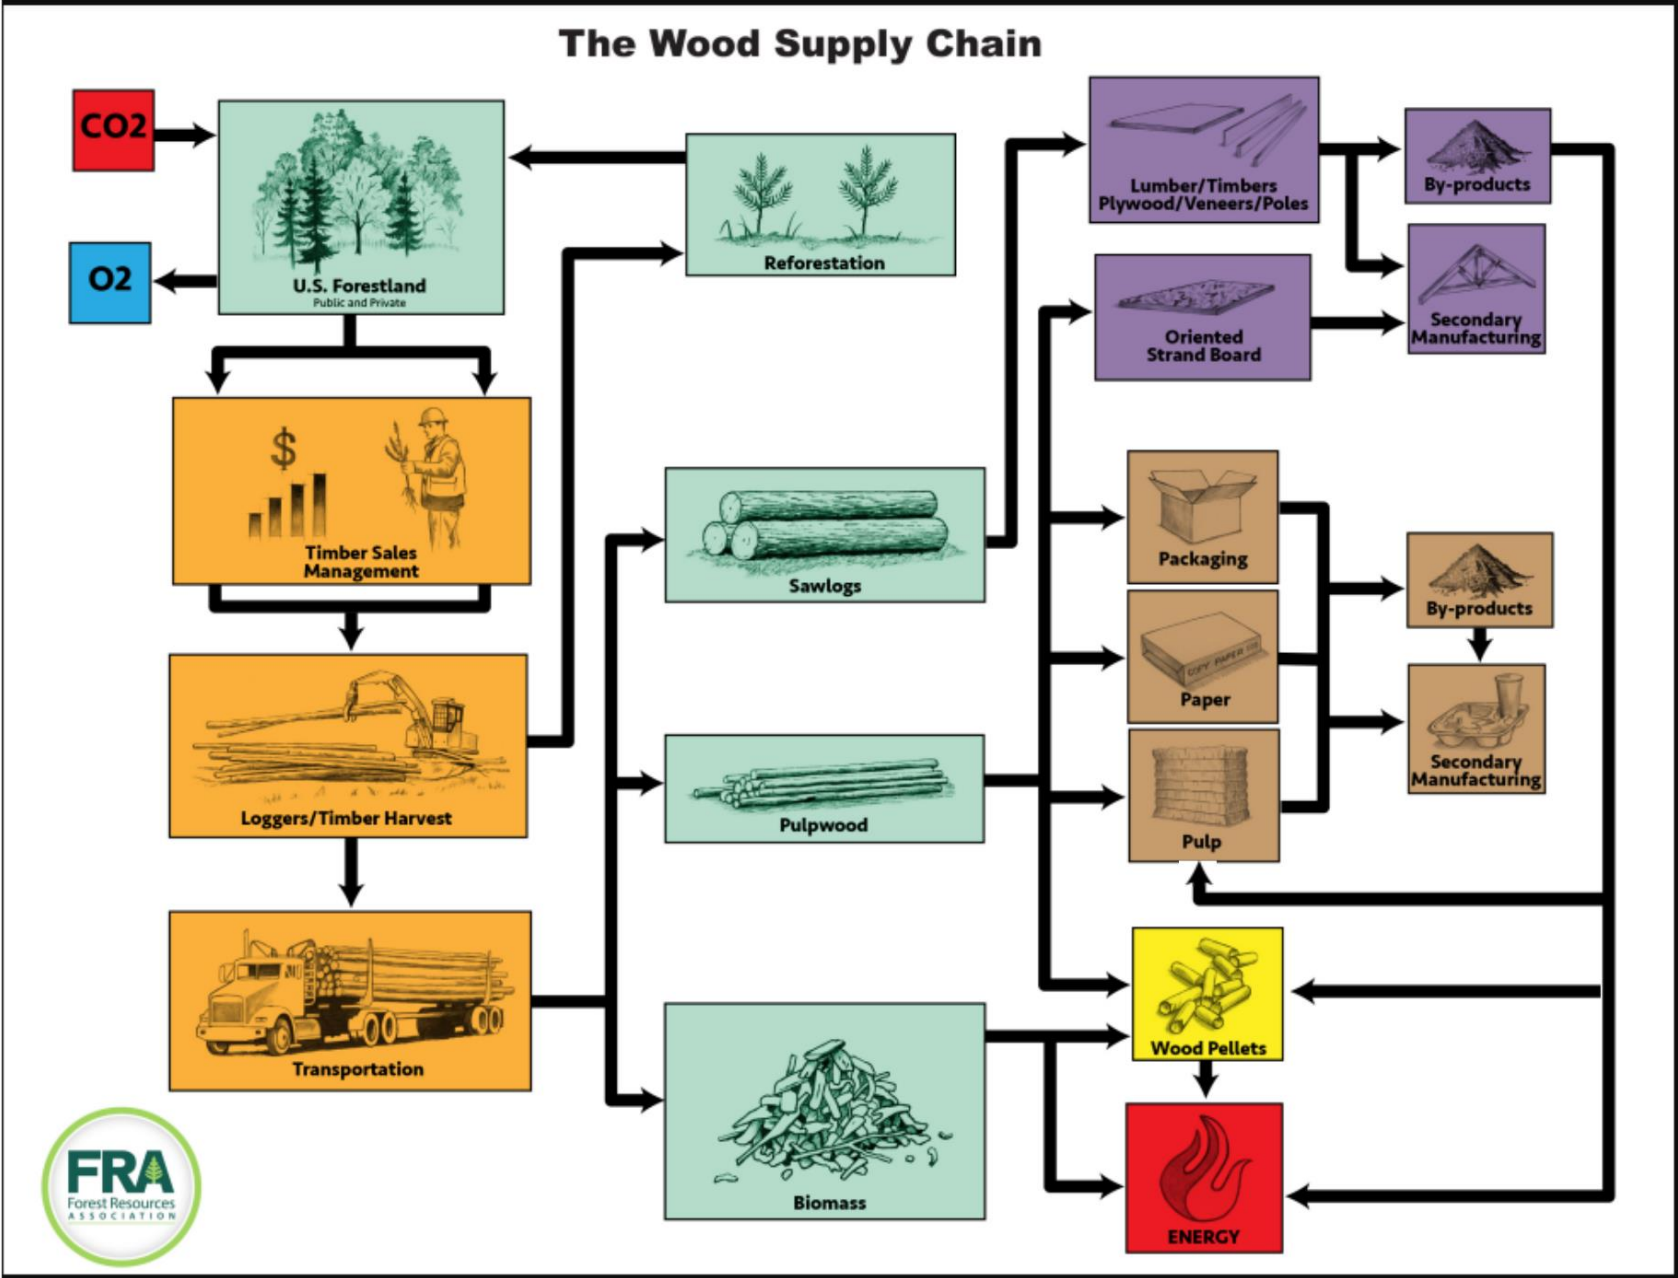 The Wood Supply Chain
CO2
O2
U.S. Forestland
Public and Private
Reforestation
Timber Sales
Management
$
Loggers/Timber Harvest
Transportation
Sawlogs
Pulpwood
Biomass
Lumber/Timbers
Plywood/Veneers/Poles
By-products
Oriented
Strand Board
Secondary
Manufacturing
Packaging
COPY PAPER
Paper
Pulp
By-products
Secondary
Manufacturing
Wood Pellets
ENERGY
FRA
Forest Resources
ASSOCIATION